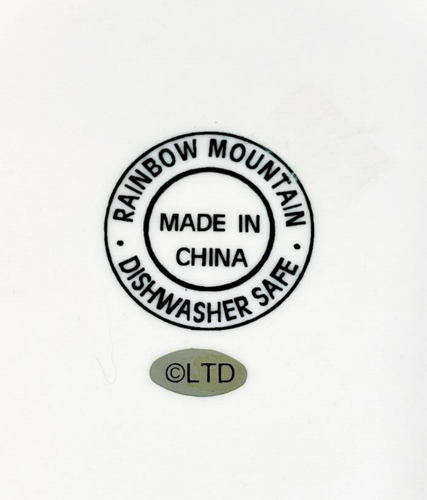 RAINBOW MOUNTAIN
MADE IN
CHINA
• DISHWASHER SAFE •
©LTD